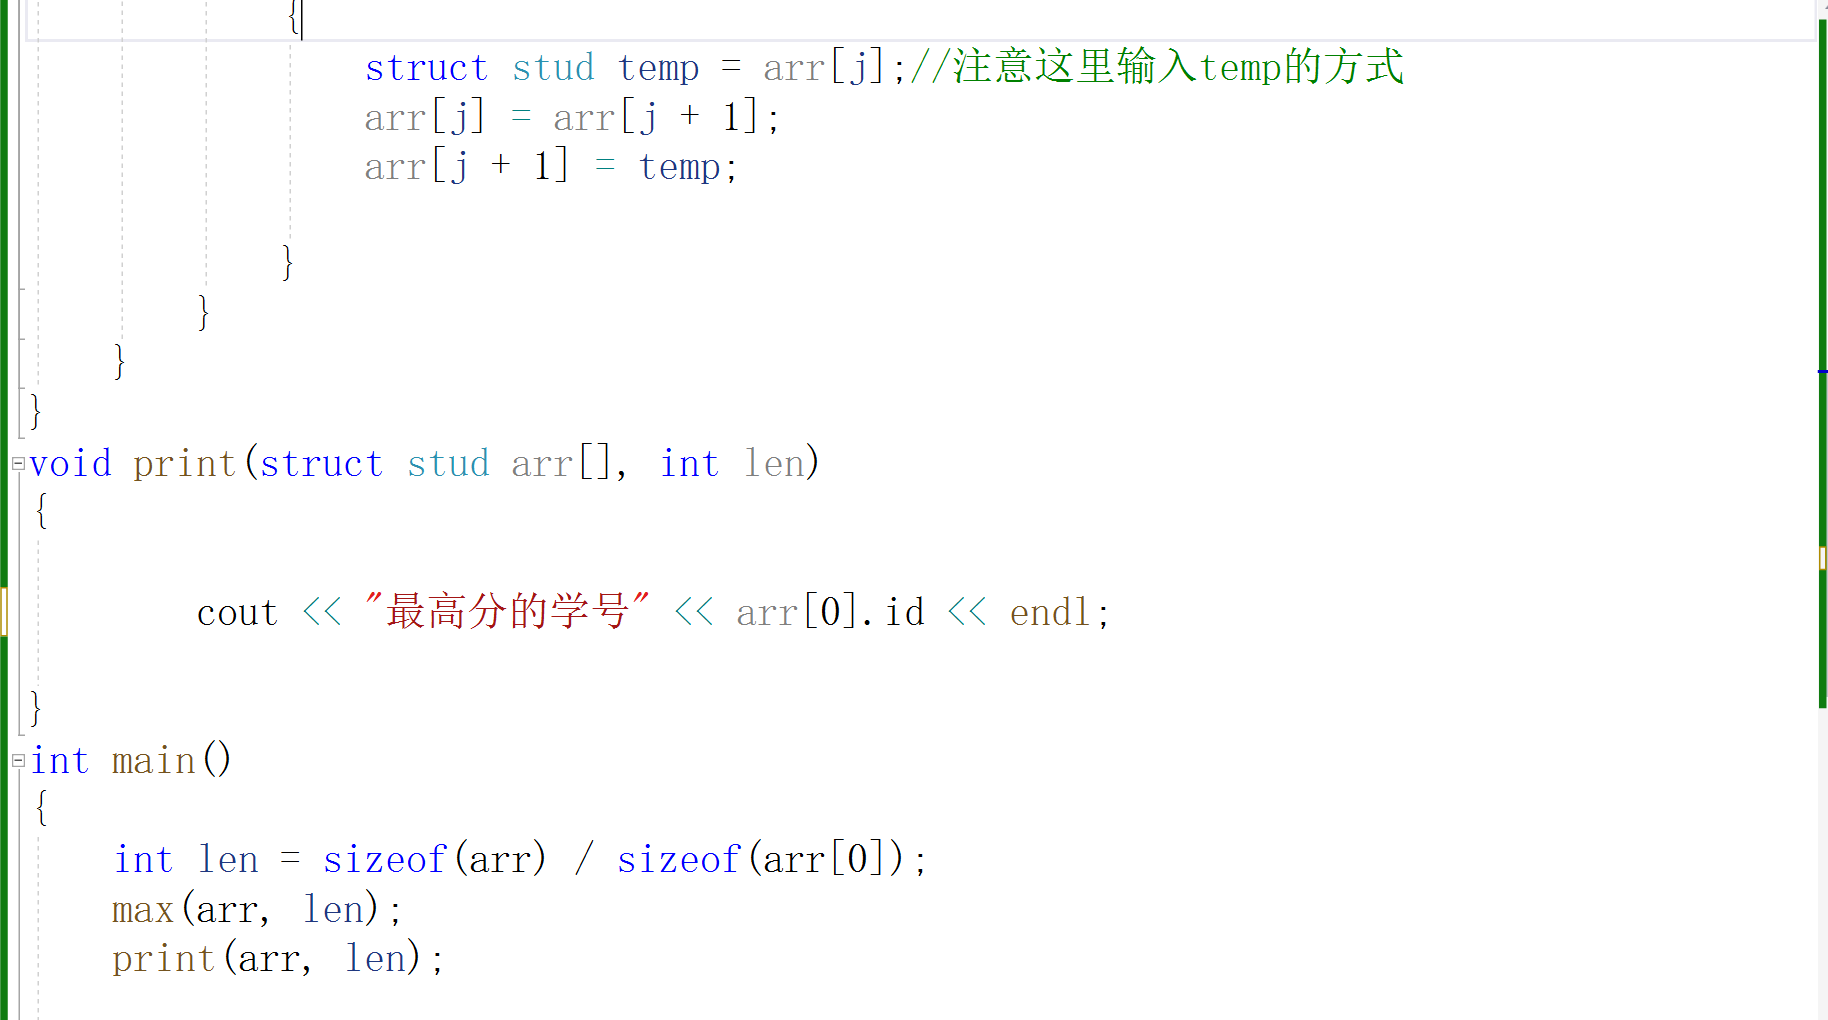 {
struct stud temp = arr[j];//注意这里输入temp的方式
arr[j] = arr[j + 1];
arr[j + 1] = temp;
}
}
}
}
void print(struct stud arr[], int len)
{
cout << "最高分的学号" << arr[0].id << endl;
}
int main()
{
int len = sizeof(arr) / sizeof(arr[0]);
max(arr, len);
print(arr, len);